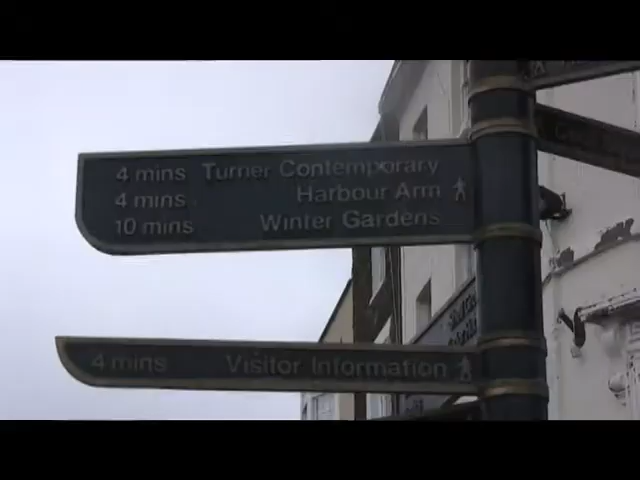 4 mins Turner Contemporary
4 mins Harbour Arm
10 mins Winter Gardens
4 mins Visitor Information